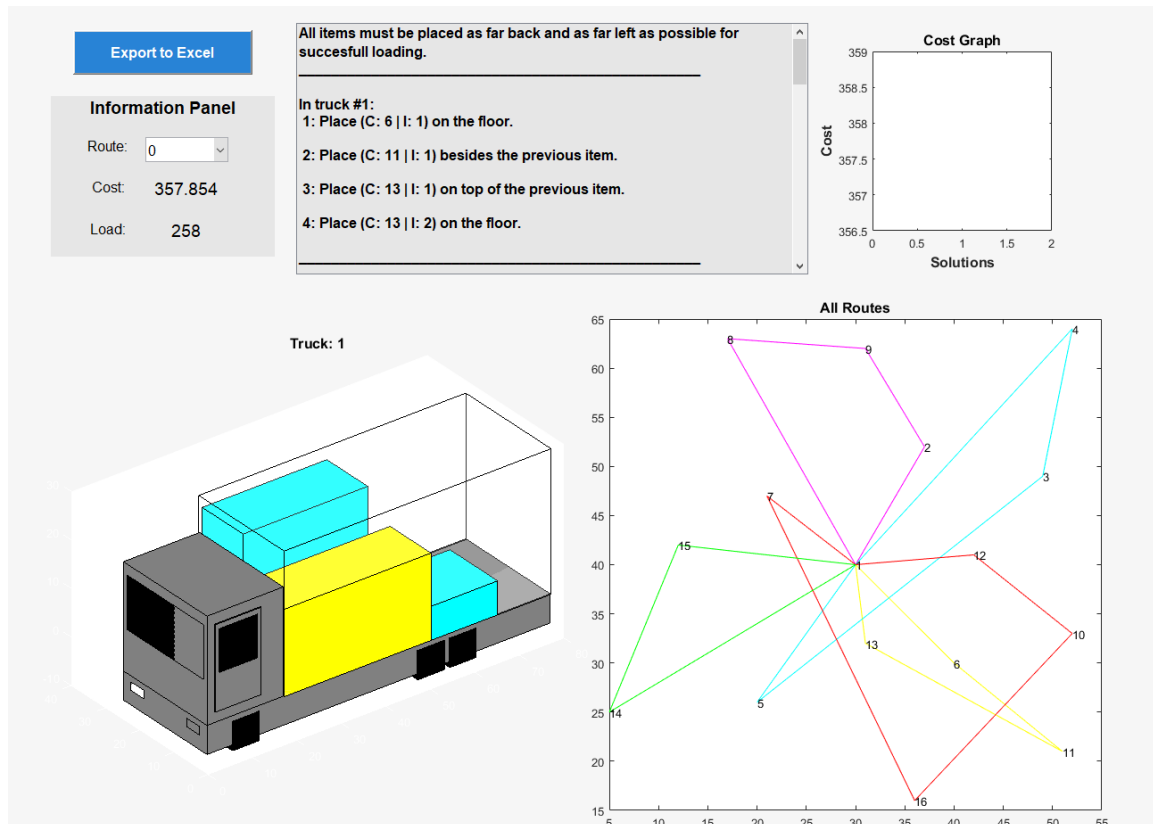 Export to Excel
Information Panel
Route: 0
Cost: 357.854
Load: 258
All items must be placed as far back and as far left as possible for
succesfull loading.
In truck #1:
1: Place (C: 6 | I: 1) on the floor.
2: Place (C: 11 | I: 1) besides the previous item.
3: Place (C: 13 | I: 1) on top of the previous item.
4: Place (C: 13 | I: 2) on the floor.
Cost Graph
359
358.5
358
357.5
357
356.5
Cost
0 0.5 1 1.5 2
Solutions
Truck: 1
All Routes
65
60
55
50
45
40
35
30
25
20
15
8
9
4
2
3
7
15
1
12
10
13
6
5
14
11
16
5 10 15 20 25 30 35 40 45 50 55